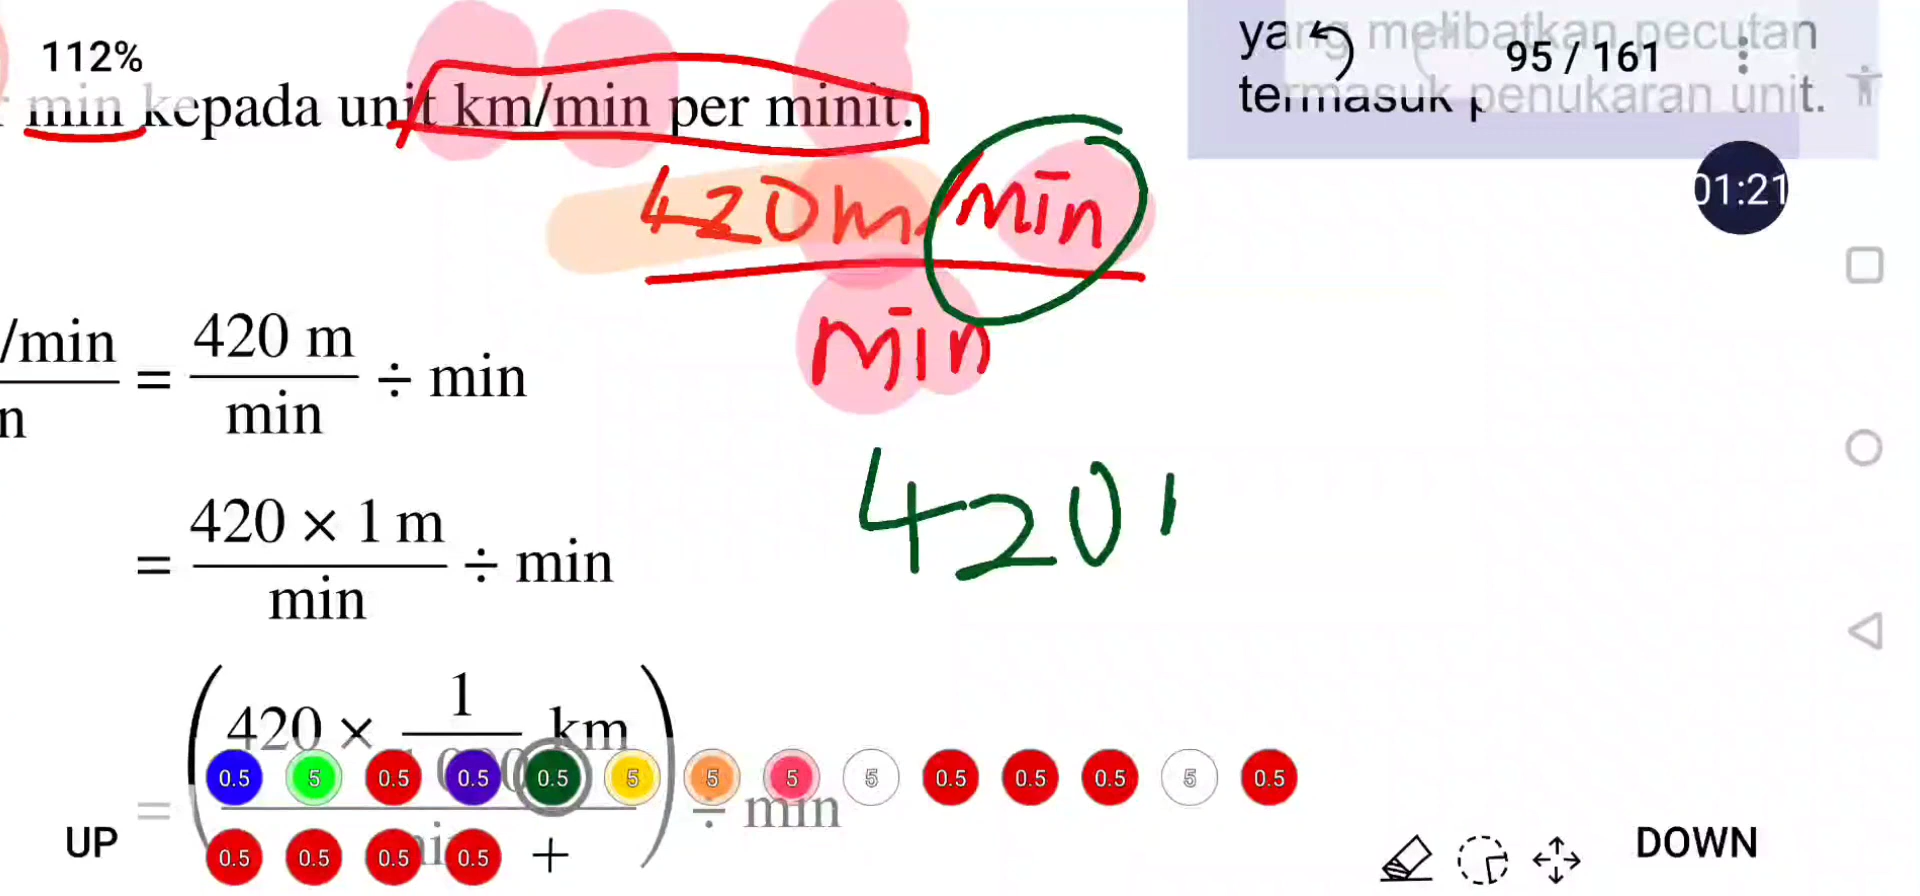 112%
min kepada unit km/min per minit.
yang melibatkan pecutan
termasuk penukaran unit.
95 / 161
01:21
420m/min
min
/min
n
= 420 m
min
÷ min
= 420 × 1 m
min
÷ min
420
= 420 × 1 km
÷ min
0.5 5 0.5 0.5 0.5 5 5 5 5 0.5 0.5 0.5 5 0.5
UP 0.5 0.5 0.5 0.5 +
DOWN